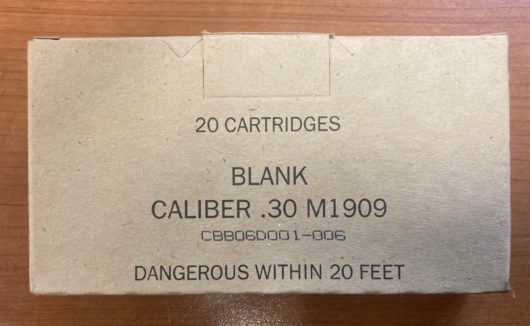 20 CARTRIDGES
BLANK
CALIBER .30 M1909
CBB06D001-006
DANGEROUS WITHIN 20 FEET